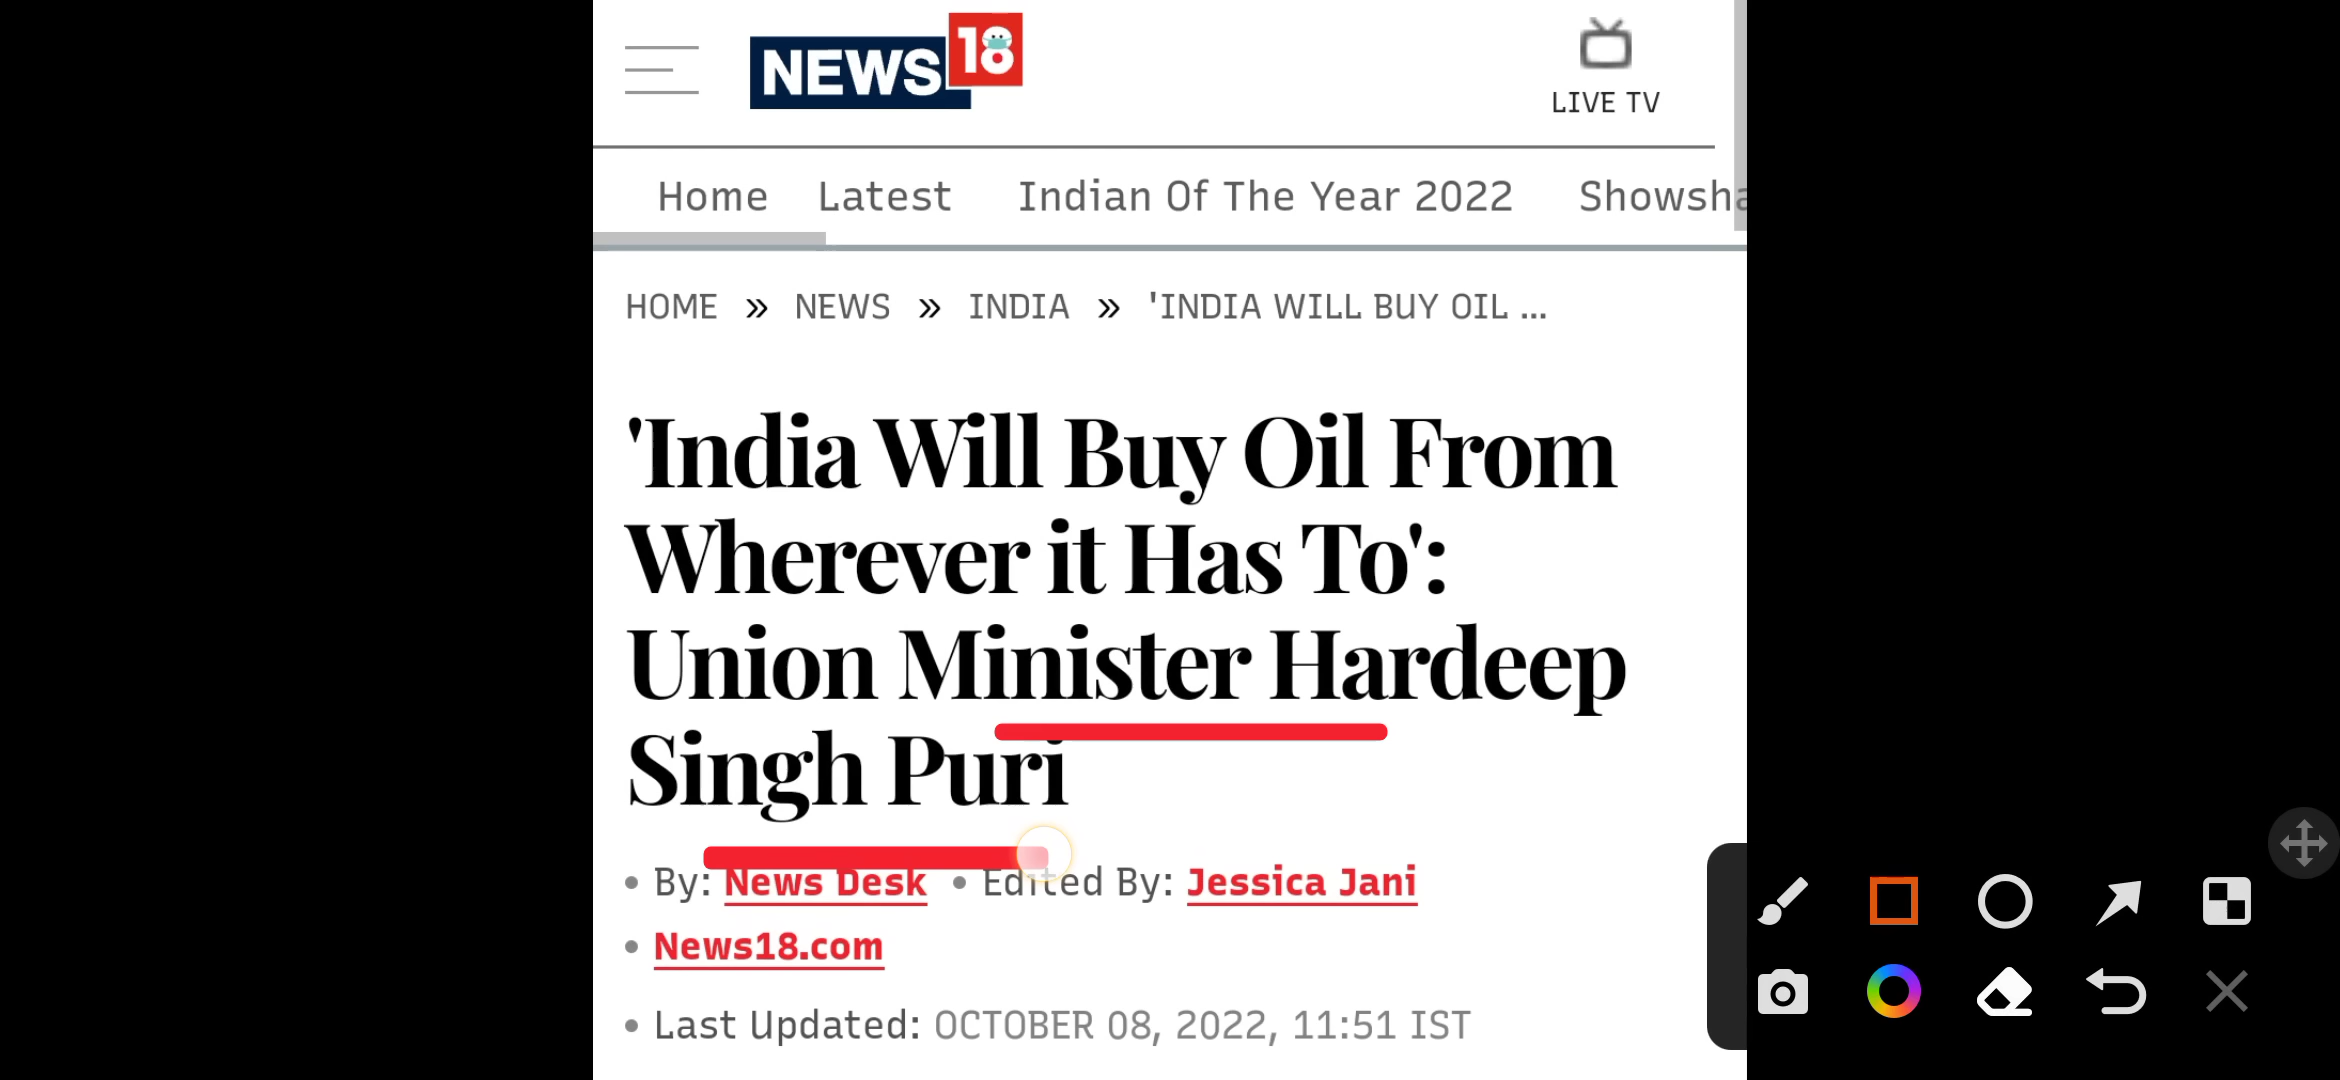 NEWS 18
LIVE TV
Home Latest Indian Of The Year 2022 Showsha
HOME » NEWS » INDIA » 'INDIA WILL BUY OIL ...
'India Will Buy Oil From
Wherever it Has To':
Union Minister Hardeep
Singh Puri
• By: News Desk • Edited By: Jessica Jani
• News18.com
• Last Updated: OCTOBER 08, 2022, 11:51 IST